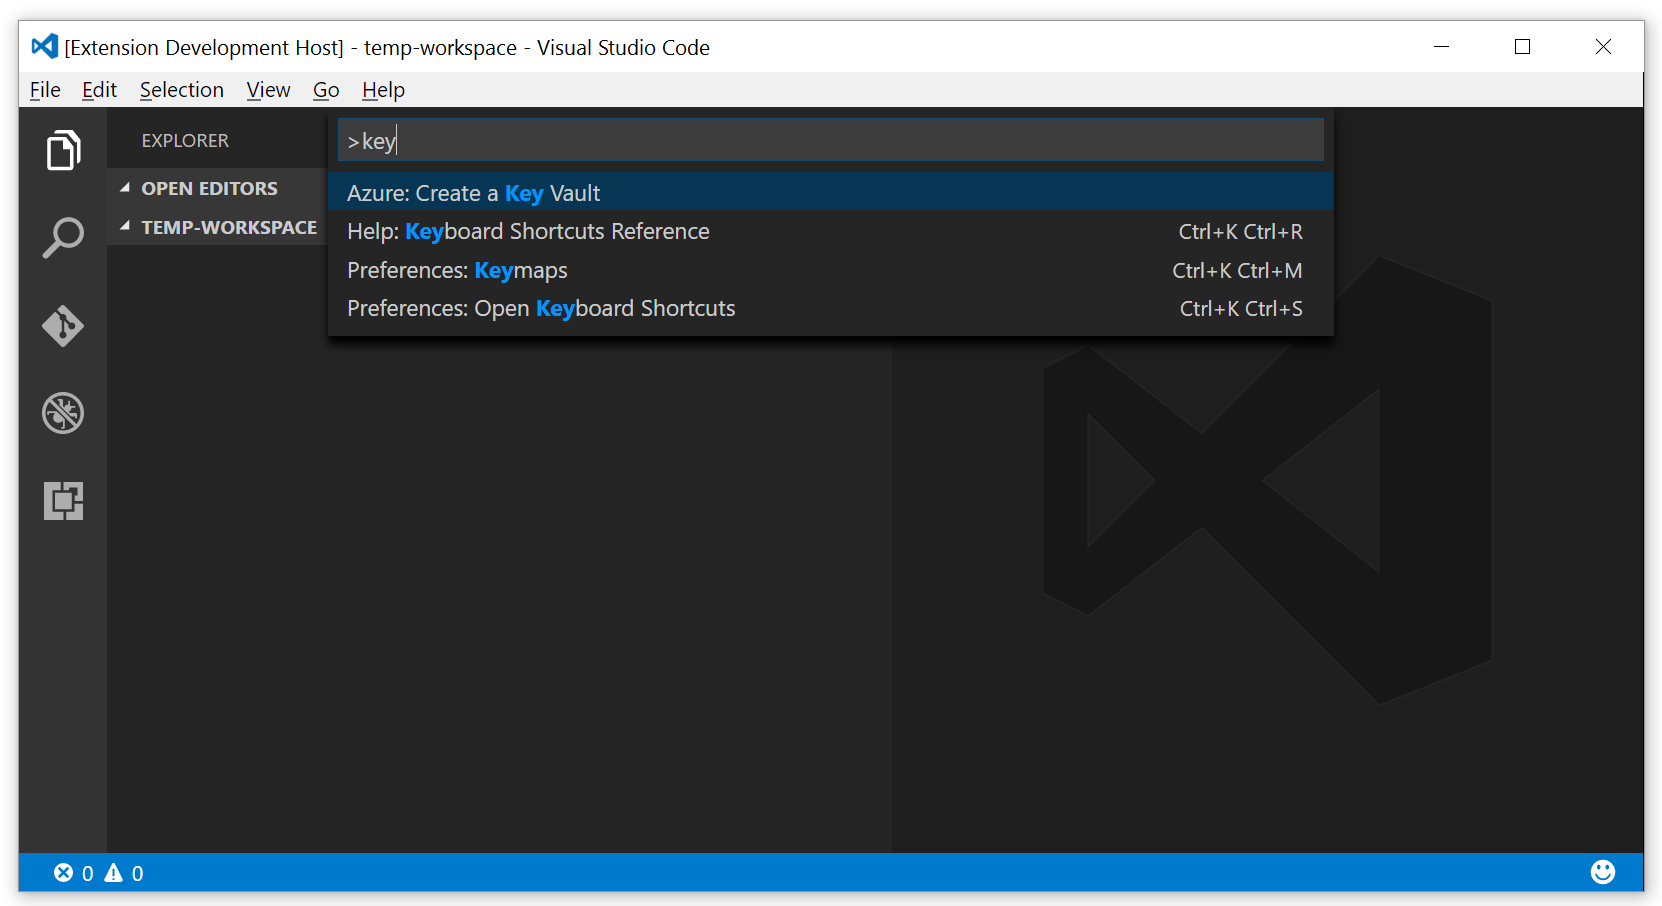 [Extension Development Host] - temp-workspace - Visual Studio Code
File Edit Selection View Go Help
EXPLORER
OPEN EDITORS
TEMP-WORKSPACE
>key
Azure: Create a Key Vault
Help: Keyboard Shortcuts Reference Ctrl+K Ctrl+R
Preferences: Keymaps Ctrl+K Ctrl+M
Preferences: Open Keyboard Shortcuts Ctrl+K Ctrl+S
0 0